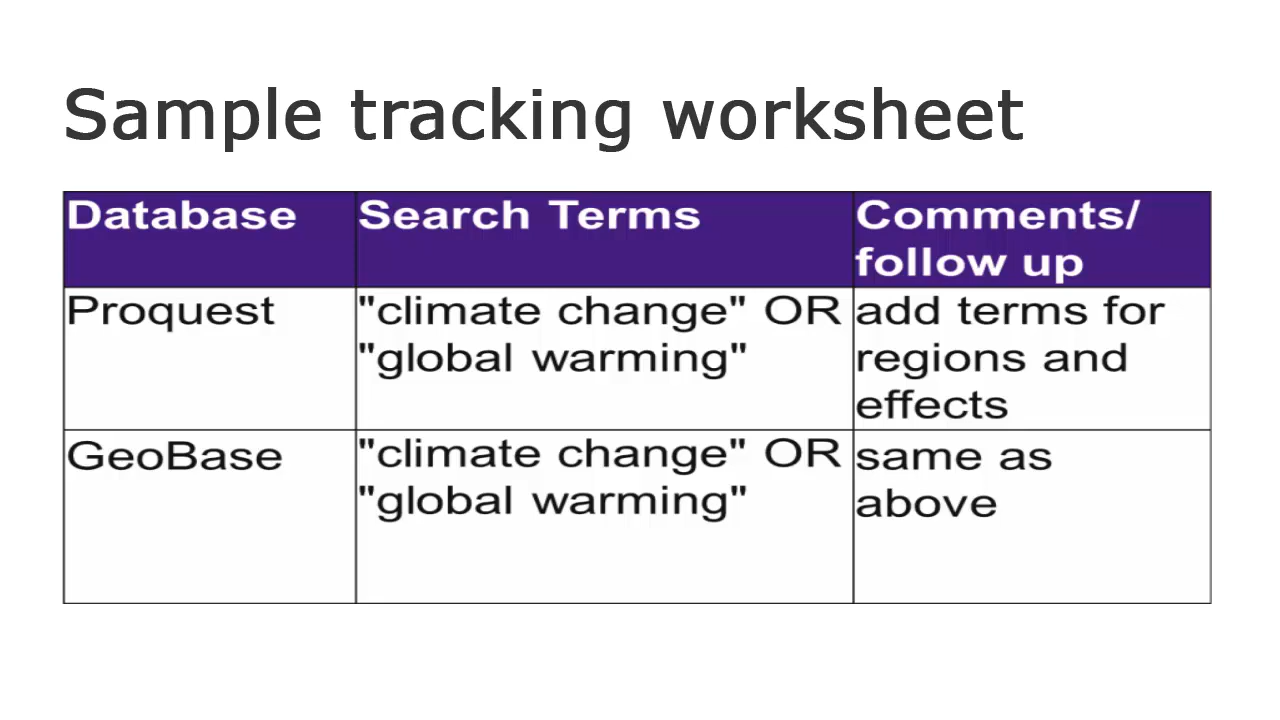 Sample tracking worksheet
Database
Search Terms
Comments/
follow up
Proquest
"climate change" OR
"global warming"
add terms for
regions and
effects
GeoBase
"climate change" OR
"global warming"
same as
above